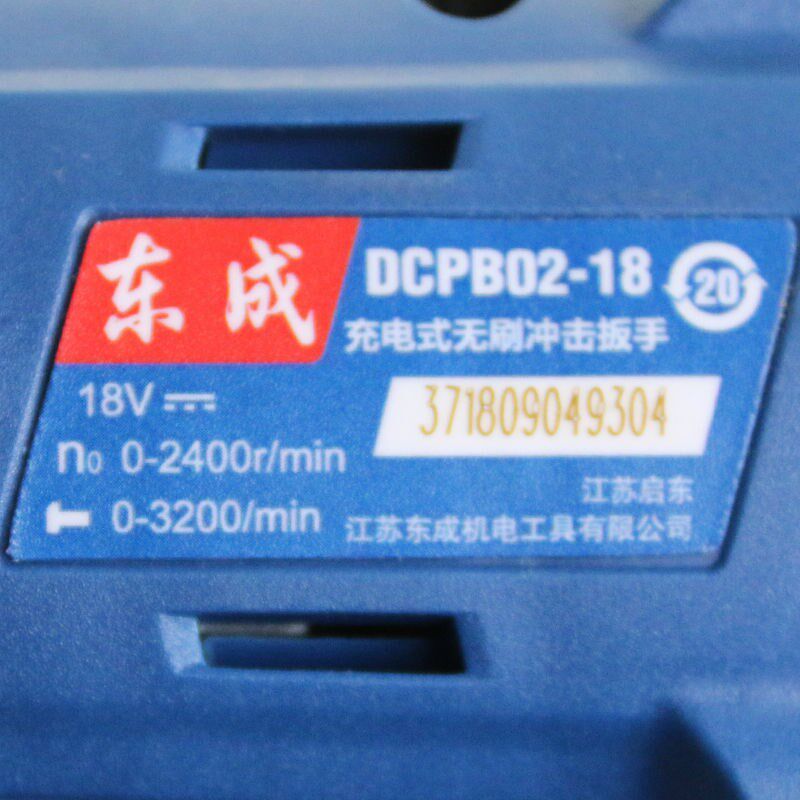 东成
DCPB02-18
20
充电式无刷冲击扳手
18V
371809049304
n0 0-2400r/min
0-3200/min
江苏启东
江苏东成机电工具有限公司